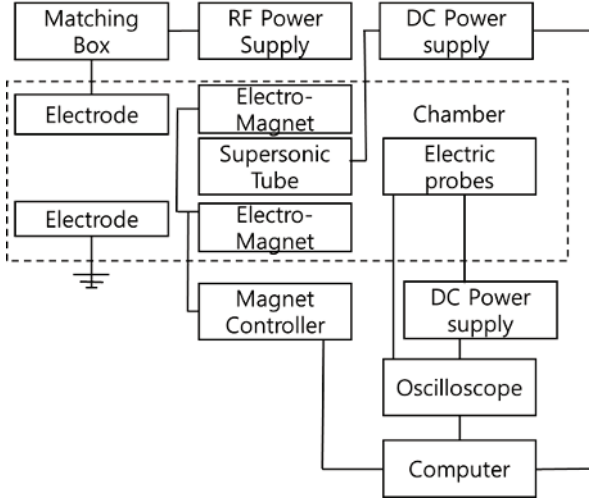 Matching
Box
RF Power
Supply
DC Power
supply
Electrode
Electro-
Magnet
Chamber
Supersonic
Tube
Electric
probes
Electrode
Electro-
Magnet
Magnet
Controller
DC Power
supply
Oscilloscope
Computer